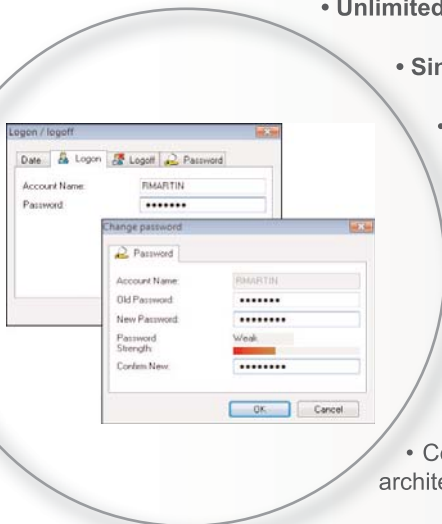 • Unlimited
• Sin
•
Logon / logoff
Date Logon Logoff Password
Account Name: RMARTIN
Password: •••••••
Change password
Password
Account Name: RMARTIN
Old Password: •••••••
New Password: ••••••••
Password Strength: Weak
Confirm New: ••••••••
OK Cancel
• Co
archite